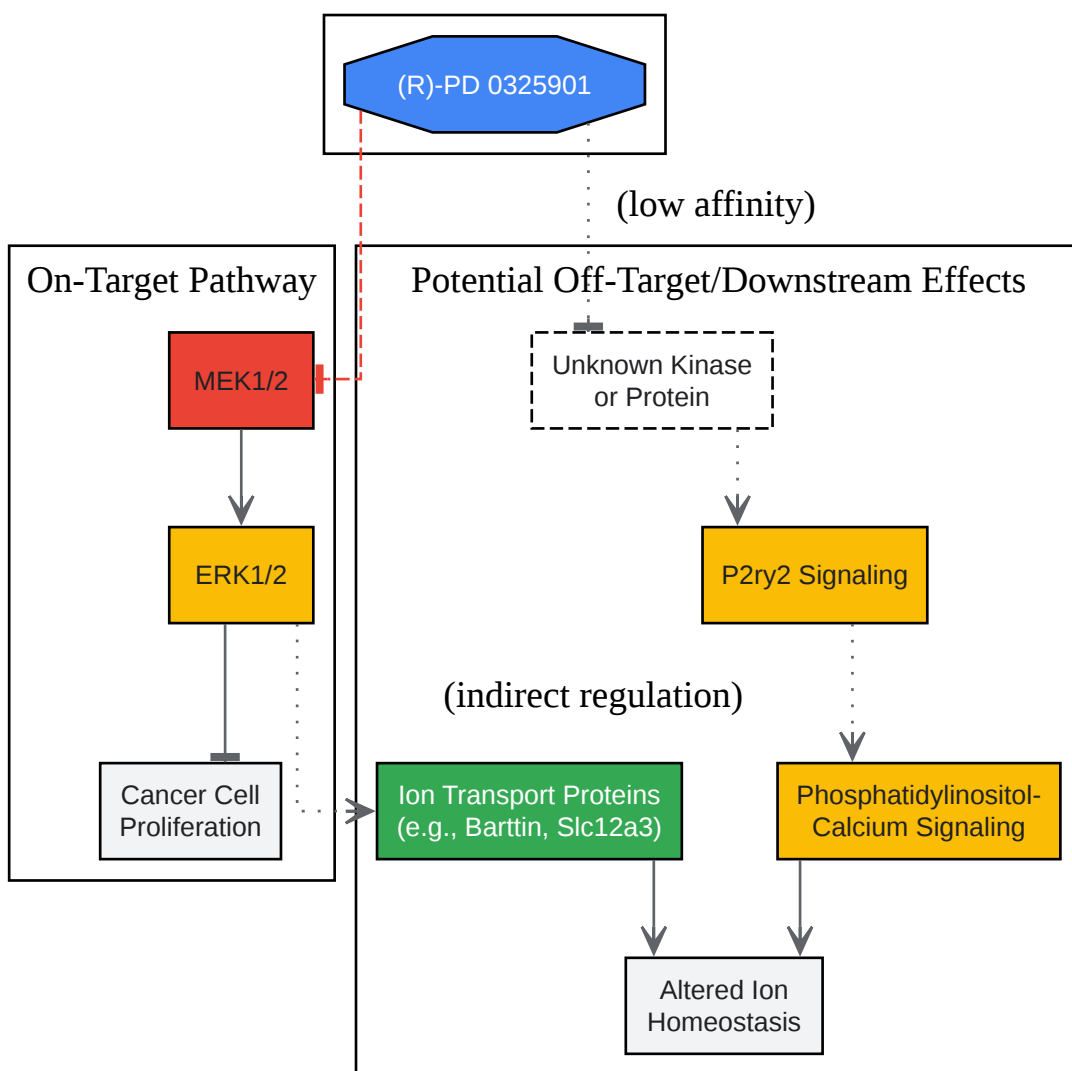 (R)-PD 0325901
(low affinity)
On-Target Pathway
Potential Off-Target/Downstream Effects
MEK1/2
Unknown Kinase
or Protein
ERK1/2
P2ry2 Signaling
(indirect regulation)
Cancer Cell
Proliferation
Ion Transport Proteins
(e.g., Barttin, Slc12a3)
Phosphatidylinositol-
Calcium Signaling
Altered Ion
Homeostasis